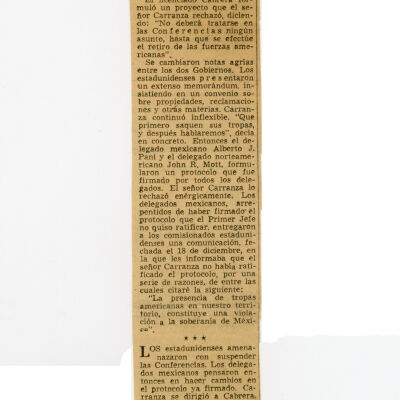 El licenciado Cabrera for-
muló un proyecto que el se-
ñor Carranza rechazó, dicien-
do: "No deberá tratarse en
las Conferencias ningún
asunto, hasta que se efectúe
el retiro de las fuerzas ame-
ricanas".
Se cambiaron notas agrias
entre los dos Gobiernos. Los
estadunidenses presentaron
un extenso memorándum, in-
sistiendo en un convenio so-
bre propiedades, reclamacio-
nes y otras materias. Carran-
za continuó inflexible. "Que
primero saquen sus tropas,
y después hablaremos", decía
en concreto. Entonces el de-
legado mexicano Alberto J.
Pani y el delegado norteame-
ricano John R. Mott, formu-
laron un protocolo que fue
firmado por todos los dele-
gados. El señor Carranza lo
rechazó enérgicamente. Los
delegados mexicanos, arre-
pentidos de haber firmado el
protocolo que el Primer Jefe
no quiso ratificar, entregaron
a los comisionados estaduni-
denses una comunicación, fe-
chada el 18 de diciembre, en
la que les informaba que el
señor Carranza no había rati-
ficado el protocolo, por una
serie de razones, de entre las
cuales citaré la siguiente:
"La presencia de tropas
americanas en nuestro terri-
torio, constituye una viola-
ción a la soberanía de Méxi-
co".
***
LOS estadunidenses amena-
nazaron con suspender
las Conferencias. Los delega-
dos mexicanos pensaron en-
tonces en hacer cambios en
el protocolo ya firmado. Ca-
rranza se dirigió a Cabrera,